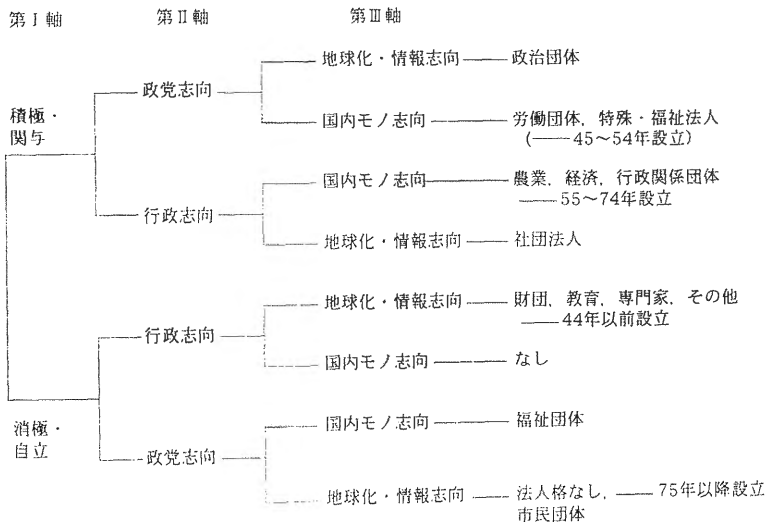 第Ⅰ軸 第Ⅱ軸 第Ⅲ軸
地球化・情報志向 政治団体
政党志向
積極・
関与
国内モノ志向 労働団体，特殊・福祉法人
(――45～54年設立)
国内モノ志向 農業，経済，行政関係団体
――55～74年設立
行政志向
地球化・情報志向 社団法人
地球化・情報志向 財団，教育，専門家，その他
――44年以前設立
行政志向
国内モノ志向 なし
消極・
自立
国内モノ志向 福祉団体
政党志向
地球化・情報志向 法人格なし，――75年以降設立
市民団体